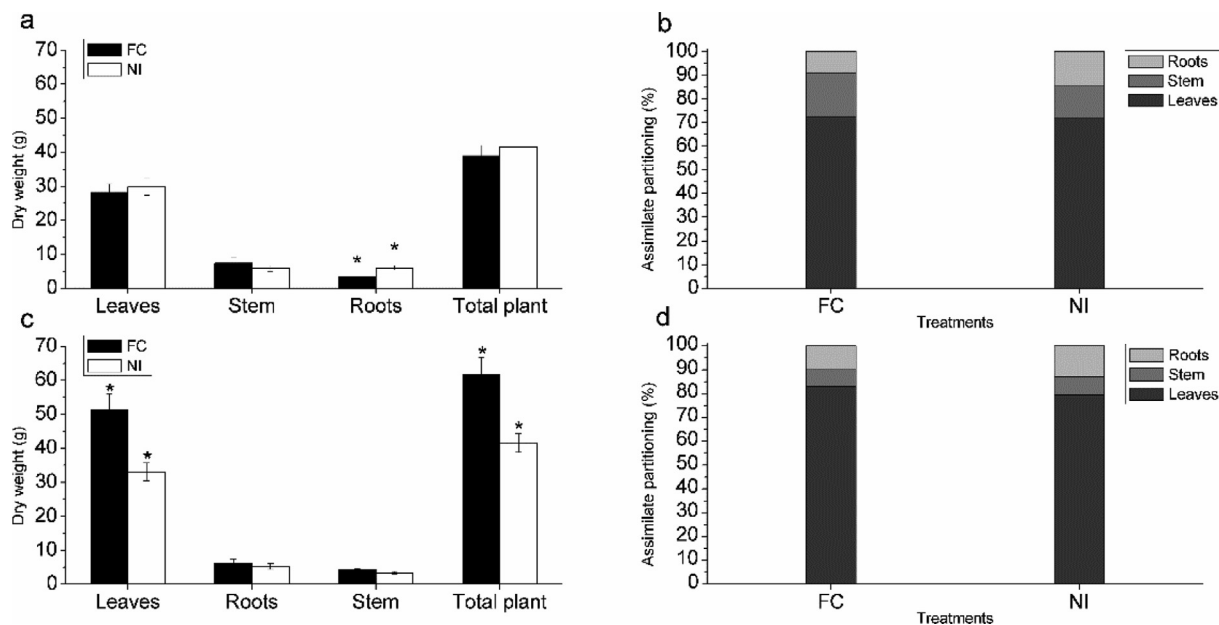 a
FC
NI
70
60
50
40
30
20
10
0
Dry weight (g)
* *
Leaves Stem Roots Total plant
b
100
90
80
70
60
50
40
30
20
10
0
Assimilate partitioning (%)
Roots
Stem
Leaves
FC NI
Treatments
c
FC
NI
70
60
50
40
30
20
10
0
Dry weight (g)
* * * *
Leaves Roots Stem Total plant
d
100
90
80
70
60
50
40
30
20
10
0
Assimilate partitioning (%)
Roots
Stem
Leaves
FC NI
Treatments